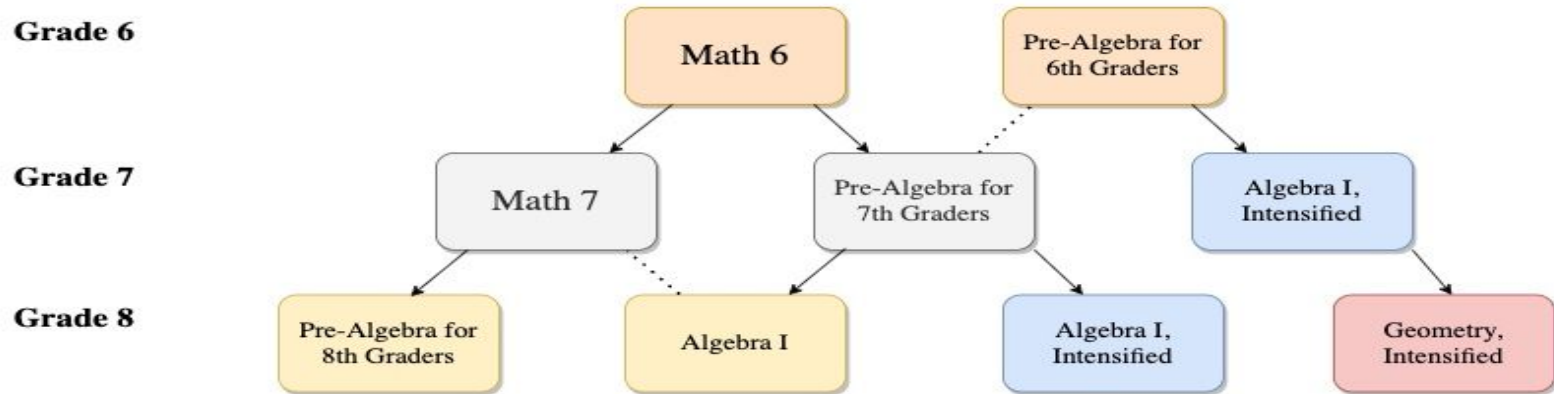 Grade 6
Math 6
Pre-Algebra for
6th Graders
Grade 7
Math 7
Pre-Algebra for
7th Graders
Algebra I,
Intensified
Grade 8
Pre-Algebra for
8th Graders
Algebra I
Algebra I,
Intensified
Geometry,
Intensified